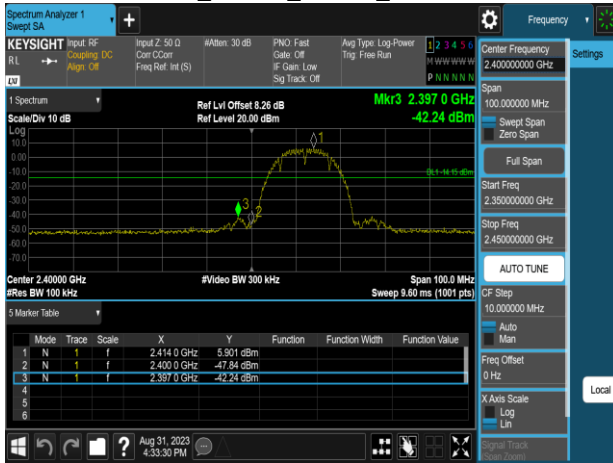 Spectrum Analyzer 1
Swept SA
Frequency
KEYSIGHT
Input: RF
Input Z: 50 Ω
#Atten: 30 dB
PNO: Fast
Avg Type: Log-Power
1 2 3 4 5 6
RL
Coupling: DC
Corr CCorr
Gate: Off
Trig: Free Run
M W W W W W
Align: Off
Freq Ref: Int (S)
IF Gain: Low
Sig Track: Off
P N N N N N
LXI
Center Frequency
2.400000000 GHz
Settings
Span
100.000000 MHz
Swept Span
Zero Span
Full Span
Start Freq
2.350000000 GHz
Stop Freq
2.450000000 GHz
AUTO TUNE
CF Step
10.000000 MHz
Auto
Man
Freq Offset
0 Hz
X Axis Scale
Log
Lin
Signal Track
(Span Zoom)
Local
1 Spectrum
Ref Lvl Offset 8.26 dB
Mkr3 2.397 0 GHz
Scale/Div 10 dB
Ref Level 20.00 dBm
-42.24 dBm
Log
10.0
0.00
-10.0
-20.0
-30.0
-40.0
-50.0
-60.0
-70.0
1
DL1 -14.15 dBm
3
2
Center 2.40000 GHz
#Video BW 300 kHz
Span 100.0 MHz
#Res BW 100 kHz
Sweep 9.60 ms (1001 pts)
5 Marker Table
Mode Trace Scale X Y Function Function Width Function Value
1 N 1 f 2.414 0 GHz 5.901 dBm
2 N 1 f 2.400 0 GHz -47.84 dBm
3 N 1 f 2.397 0 GHz -42.24 dBm
4
5
6
?
Aug 31, 2023
4:33:30 PM